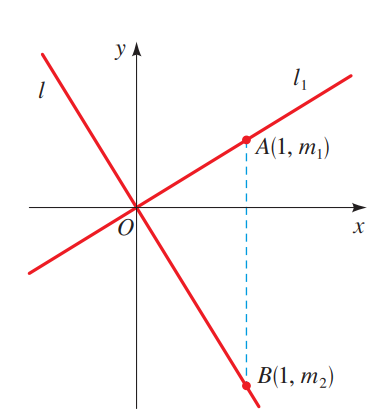 y
l
l₁
A(1, m₁)
O
x
B(1, m₂)